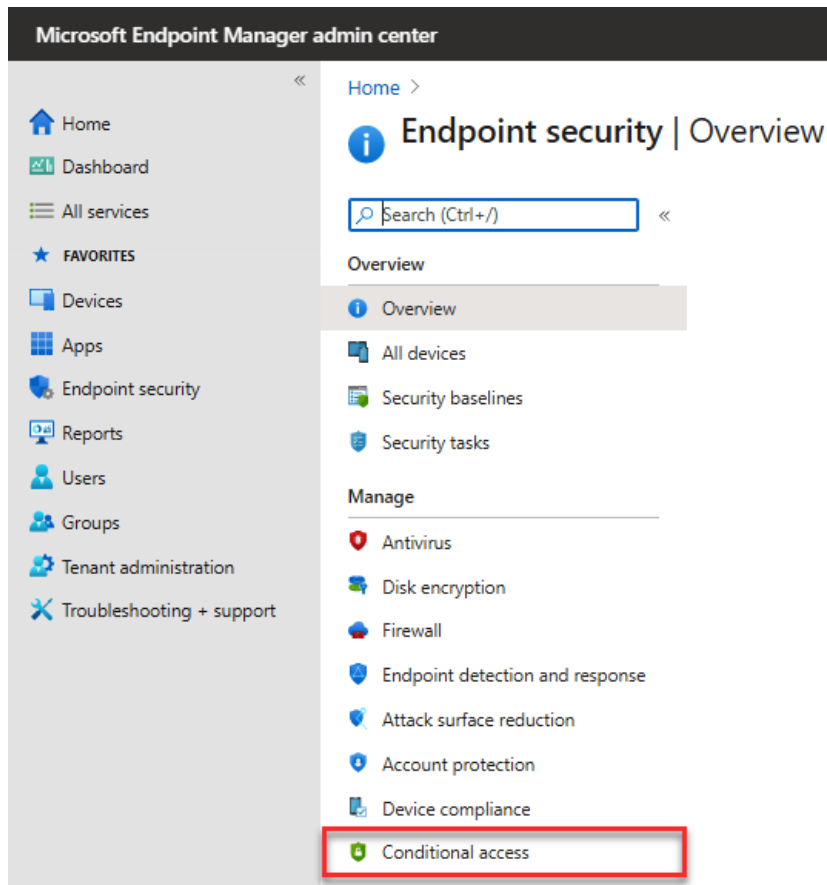 Microsoft Endpoint Manager admin center
«
Home
Dashboard
All services
FAVORITES
Devices
Apps
Endpoint security
Reports
Users
Groups
Tenant administration
Troubleshooting + support
Home >
Endpoint security | Overview
Search (Ctrl+/)
«
Overview
Overview
All devices
Security baselines
Security tasks
Manage
Antivirus
Disk encryption
Firewall
Endpoint detection and response
Attack surface reduction
Account protection
Device compliance
Conditional access